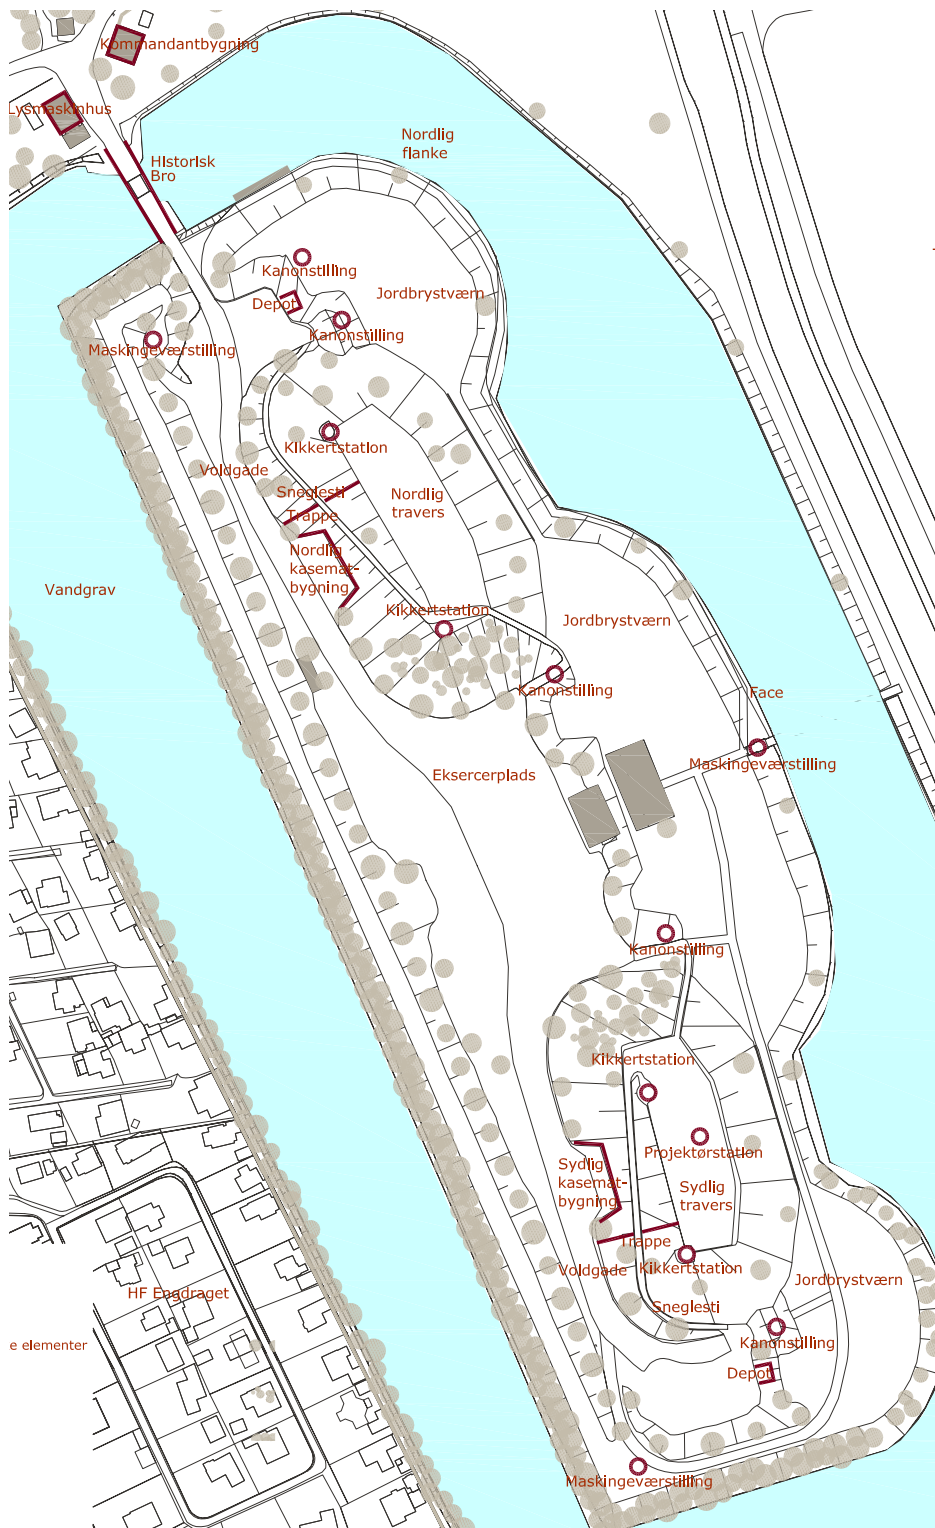 Kommandantbygning
Lysmaskinhus
Nordlig
flanke
HIstorisk
Bro
Kanonstilling
Jordbrystværn
Depot
Kanonstilling
Maskingeværstilling
Kikkertstation
Voldgade
Sneglesti
Nordlig
travers
Trappe
Nordlig
kasemat-
bygning
Vandgrav
Kikkertstation
Jordbrystværn
Kanonstilling
Face
Maskingeværstilling
Eksercerplads
Kanonstilling
Kikkertstation
Projektørstation
Sydlig
kasemat-
bygning
Sydlig
travers
Trappe
Voldgade
Kikkertstation
Jordbrystværn
HF Engdraget
Sneglesti
Kanonstilling
e elementer
Depot
Maskingeværstilling